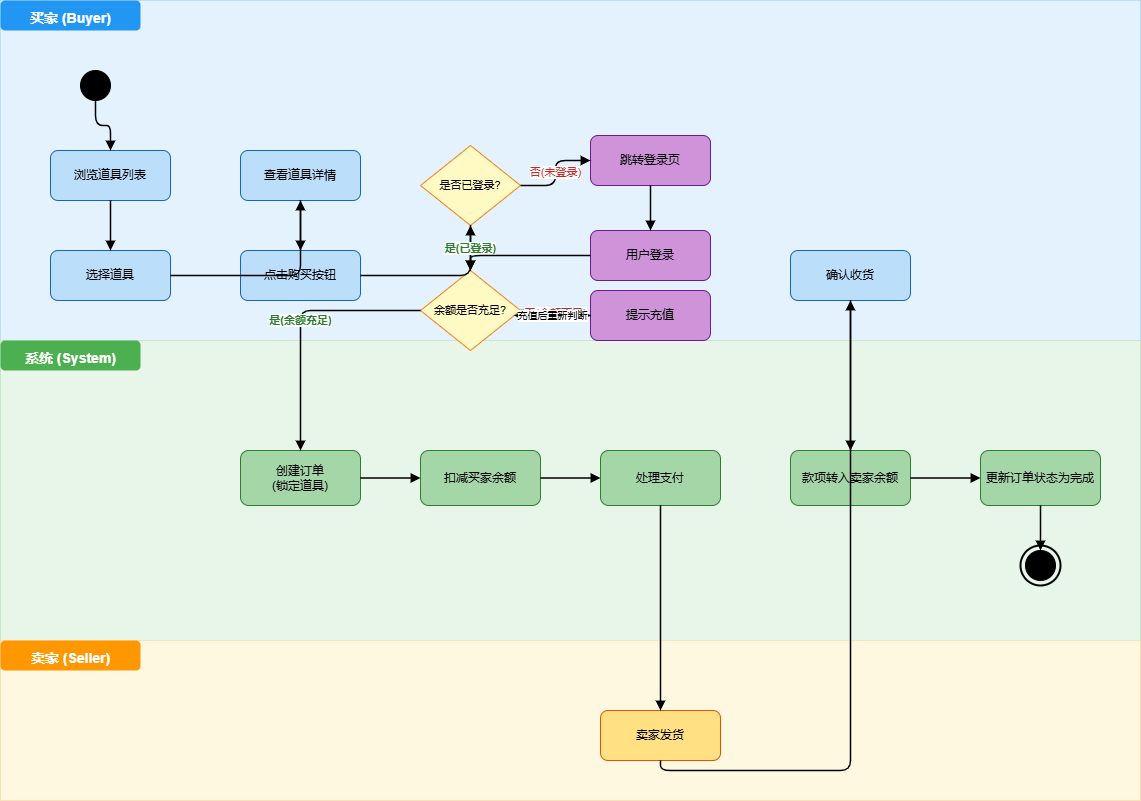 买家 (Buyer)
浏览道具列表
查看道具详情
是否已登录?
否(未登录)
跳转登录页
选择道具
点击购买按钮
是(已登录)
用户登录
确认收货
是(余额充足)
余额是否充足?
充值后重新判断
提示充值
系统 (System)
创建订单
(锁定道具)
扣减买家余额
处理支付
款项转入卖家余额
更新订单状态为完成
卖家 (Seller)
卖家发货